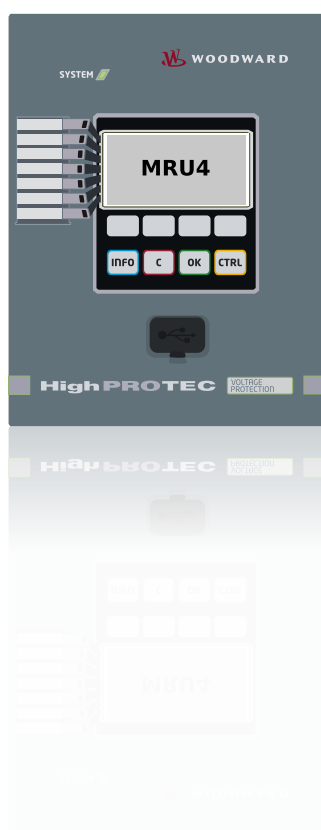 WOODWARD
SYSTEM
MRU4
INFO C OK CTRL
HighPROTEC VOLTAGE
PROTECTION